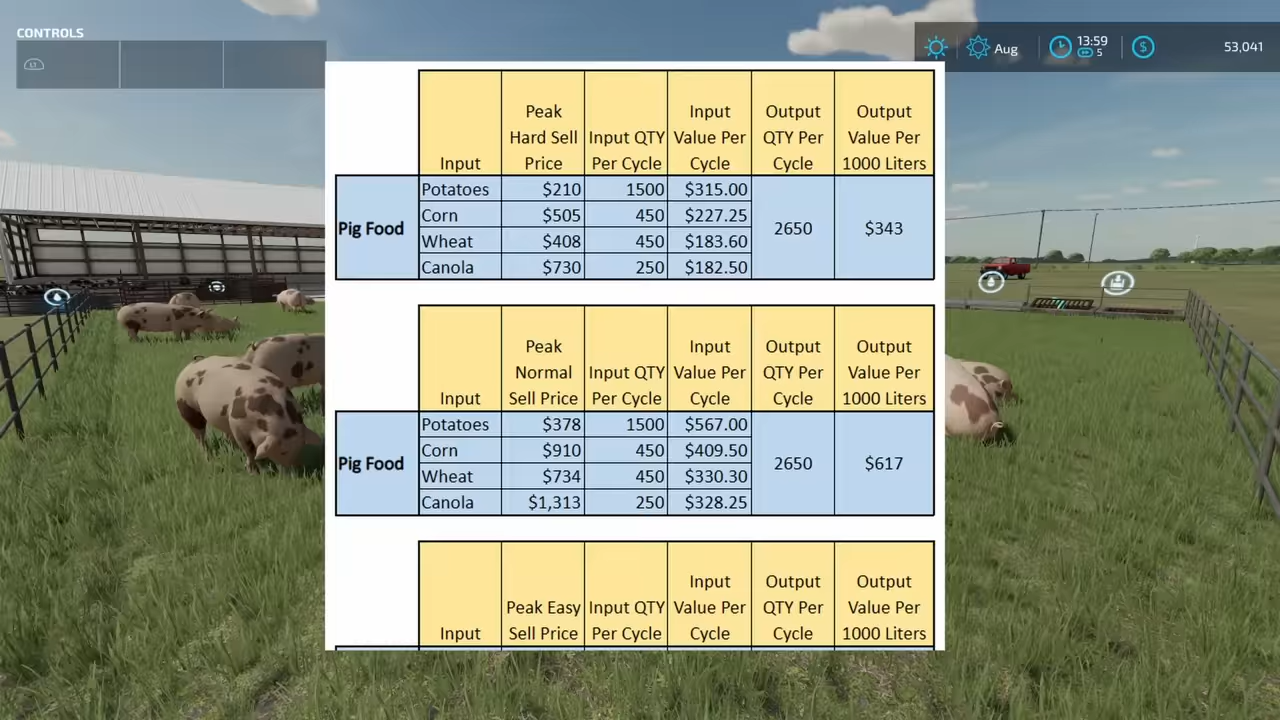 CONTROLS
Aug
13:59
5
53,041
Input
Peak Hard Sell Price
Input QTY Per Cycle
Input Value Per Cycle
Output QTY Per Cycle
Output Value Per 1000 Liters
Pig Food
Potatoes $210 1500 $315.00
Corn $505 450 $227.25
Wheat $408 450 $183.60
Canola $730 250 $182.50
2650
$343
Input
Peak Normal Sell Price
Input QTY Per Cycle
Input Value Per Cycle
Output QTY Per Cycle
Output Value Per 1000 Liters
Pig Food
Potatoes $378 1500 $567.00
Corn $910 450 $409.50
Wheat $734 450 $330.30
Canola $1,313 250 $328.25
2650
$617
Input
Peak Easy Sell Price
Input QTY Per Cycle
Input Value Per Cycle
Output QTY Per Cycle
Output Value Per 1000 Liters